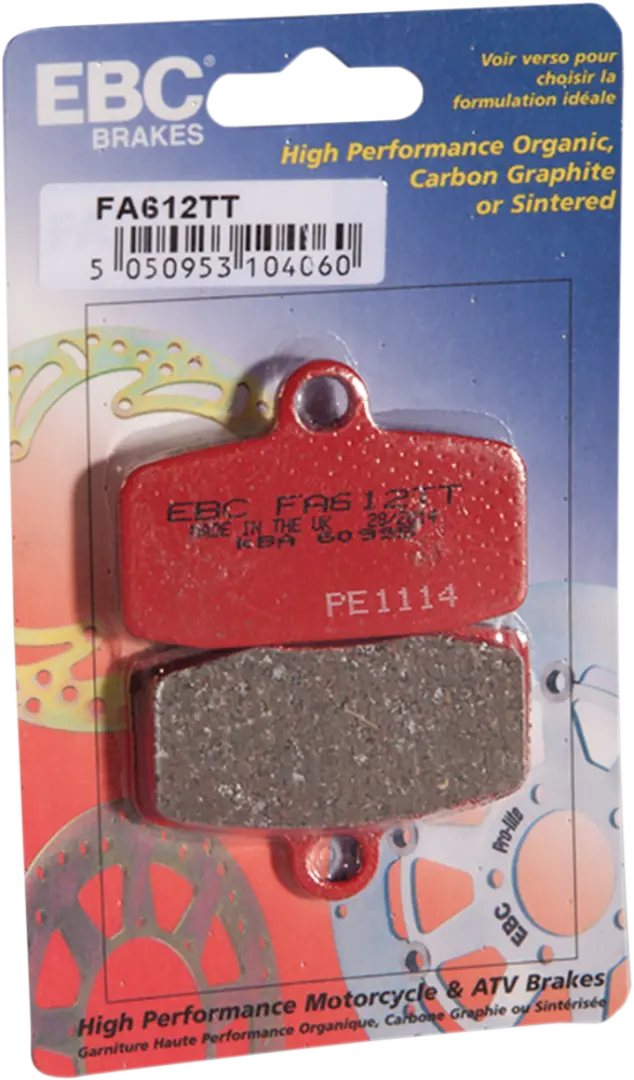 EBC®
BRAKES
Voir verso pour
choisir la
formulation idéale
High Performance Organic,
Carbon Graphite
or Sintered
FA612TT
5 050953 104060
EBC FA612TT
MADE IN THE UK
KBA
PE1114
Pro-lite
EBC
High Performance Motorcycle & ATV Brakes
Garniture Haute Performance Organique, Carbone Graphie ou Sintérisée